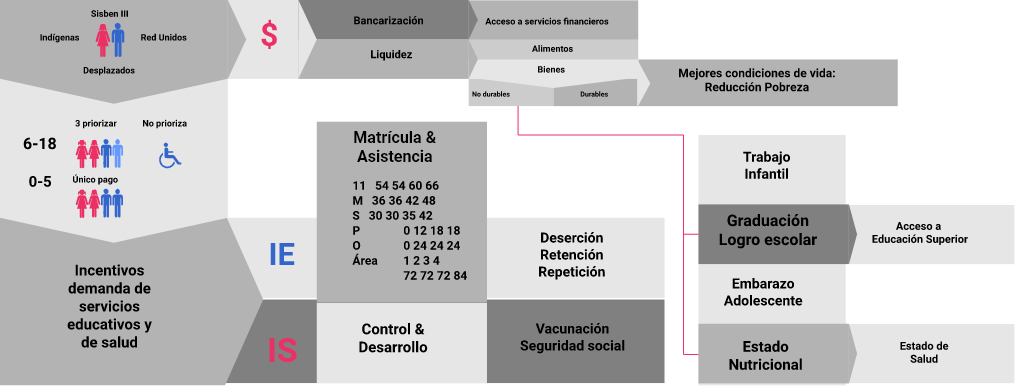 Sisben III
Indígenas
Red Unidos
Desplazados
$
Bancarización
Acceso a servicios financieros
Liquidez
Alimentos
Bienes
No durables
Durables
Mejores condiciones de vida:
Reducción Pobreza
3 priorizar
No prioriza
6-18
0-5
Único pago
Incentivos
demanda de
servicios
educativos y
de salud
IE
IS
Matrícula &
Asistencia
11 54 54 60 66
M 36 36 42 48
S 30 30 35 42
P 0 12 18 18
O 0 24 24 24
Área 1 2 3 4
72 72 72 84
Deserción
Retención
Repetición
Control &
Desarrollo
Vacunación
Seguridad social
Trabajo
Infantil
Graduación
Logro escolar
Acceso a
Educación Superior
Embarazo
Adolescente
Estado
Nutricional
Estado de
Salud